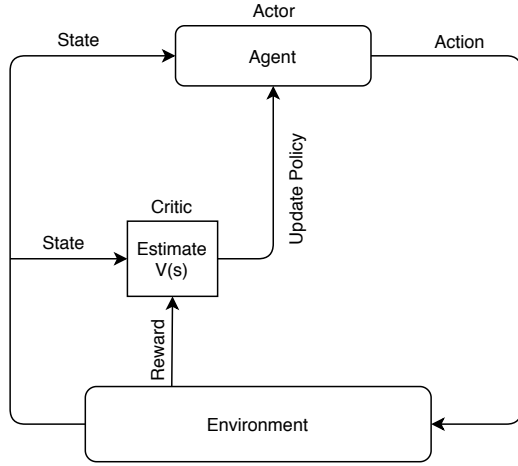 Actor
State
Agent
Action
Update Policy
Critic
State
Estimate
V(s)
Reward
Environment